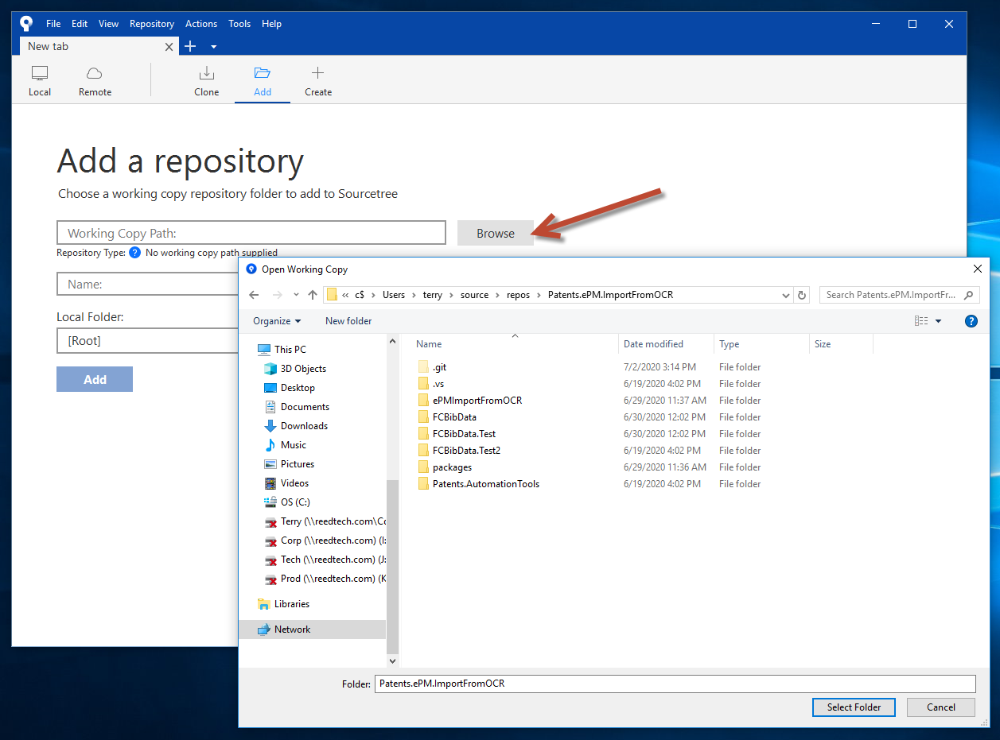 File Edit View Repository Actions Tools Help
New tab
Local Remote Clone Add Create
Add a repository
Choose a working copy repository folder to add to Sourcetree
Working Copy Path: Browse
Repository Type: ? No working copy path supplied
Name:
Local Folder:
[Root]
Add
Open Working Copy
« c$ › Users › terry › source › repos › Patents.ePM.ImportFromOCR
Search Patents.ePM.ImportFr...
Organize New folder ?
Name Date modified Type Size
.git 7/2/2020 3:14 PM File folder
.vs 6/19/2020 4:02 PM File folder
ePMImportFromOCR 6/29/2020 11:37 AM File folder
FCBibData 6/30/2020 12:02 PM File folder
FCBibData.Test 6/30/2020 12:02 PM File folder
FCBibData.Test2 6/19/2020 4:02 PM File folder
packages 6/29/2020 11:36 AM File folder
Patents.AutomationTools 6/19/2020 4:02 PM File folder
This PC
3D Objects
Desktop
Documents
Downloads
Music
Pictures
Videos
OS (C:)
Terry (\\reedtech.com\Co
Corp (\\reedtech.com) (I:
Tech (\\reedtech.com) (J:
Prod (\\reedtech.com) (K
Libraries
Network
Folder: Patents.ePM.ImportFromOCR
Select Folder Cancel